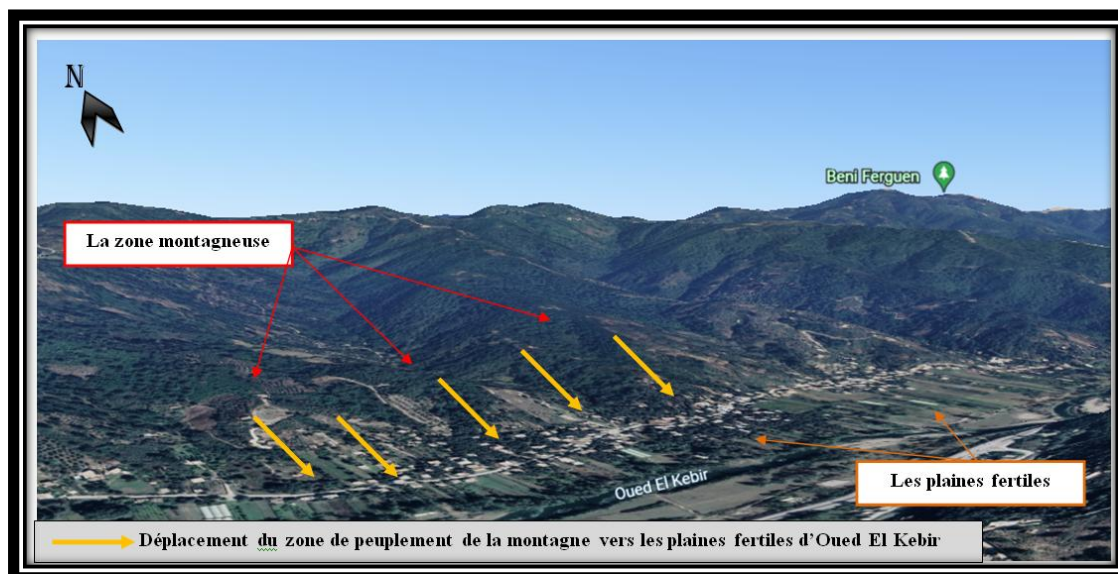 N
Beni Ferguen
La zone montagneuse
Oued El Kebir
Les plaines fertiles
Déplacement du zone de peuplement de la montagne vers les plaines fertiles d'Oued El Kebir